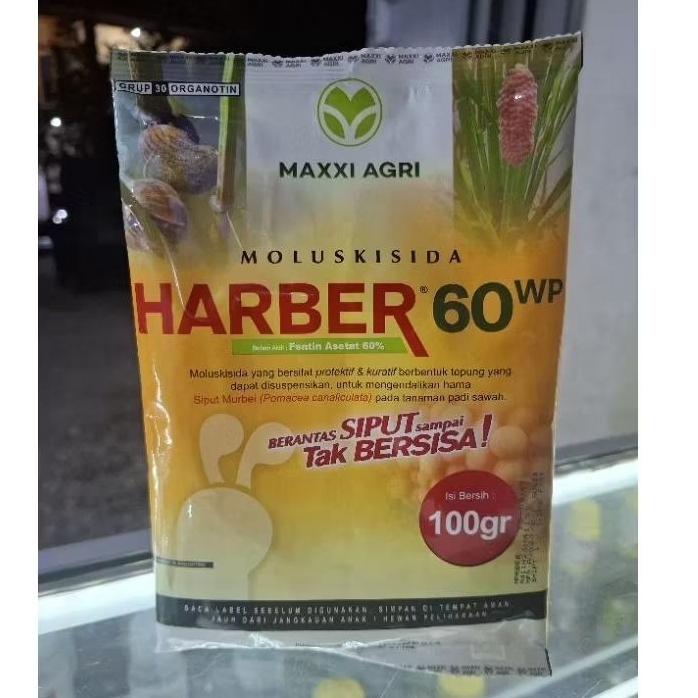 GRUP 30 ORGANOTIN
MAXXI AGRI
MOLUSKISIDA
HARBER® 60 WP
Bahan Aktif : Fentin Asetat 60%
Moluskisida yang bersifat protektif & kuratif berbentuk tepung yang
dapat disuspensikan, untuk mengendalikan hama
Siput Murbei (Pomacea canaliculata) pada tanaman padi sawah.
BERANTAS SIPUT sampai
Tak BERSISA!
Isi Bersih :
100gr
BACA LABEL SEBELUM DIGUNAKAN, SIMPAN DI TEMPAT AMAN
JAUH DARI JANGKAUAN ANAK / HEWAN PELIHARAAN